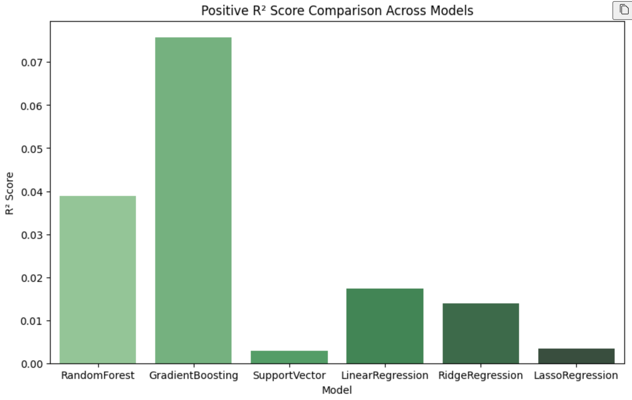 Positive R² Score Comparison Across Models
R² Score
0.07
0.06
0.05
0.04
0.03
0.02
0.01
0.00
RandomForest GradientBoosting SupportVector LinearRegression RidgeRegression LassoRegression
Model